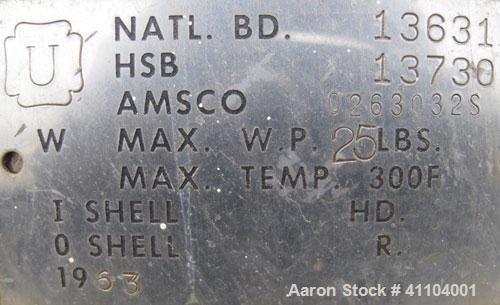 U NATL. BD. 13631
HSB 13730
AMSCO 0263032S
W MAX. W.P. 25 LBS.
MAX. TEMP. 300F
I SHELL HD.
O SHELL R.
1963
Aaron Stock # 41104001